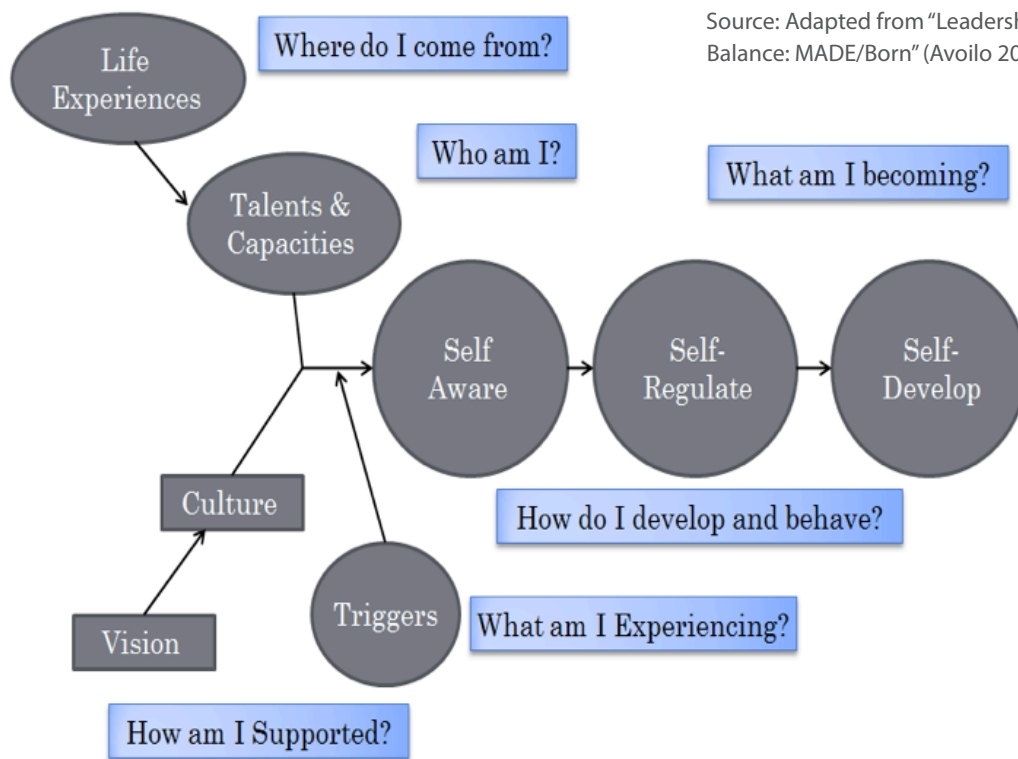 Source: Adapted from “Leadersh
Balance: MADE/Born” (Avoilo 20
Where do I come from?
Life
Experiences
Who am I?
What am I becoming?
Talents &
Capacities
Self
Aware
Self-
Regulate
Self-
Develop
Culture
How do I develop and behave?
Triggers
What am I Experiencing?
Vision
How am I Supported?